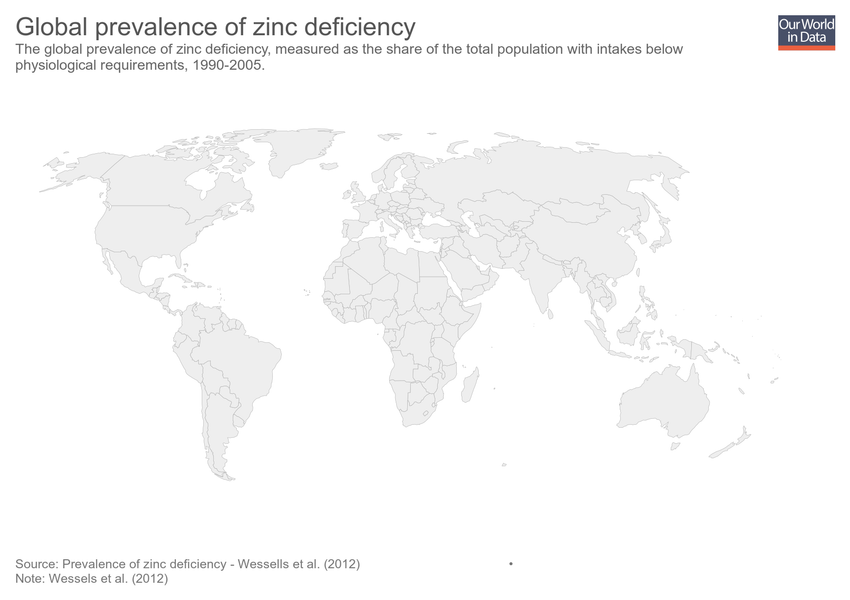 Global prevalence of zinc deficiency
Our World
in Data
The global prevalence of zinc deficiency, measured as the share of the total population with intakes below
physiological requirements, 1990-2005.
Source: Prevalence of zinc deficiency - Wessells et al. (2012)
Note: Wessels et al. (2012)